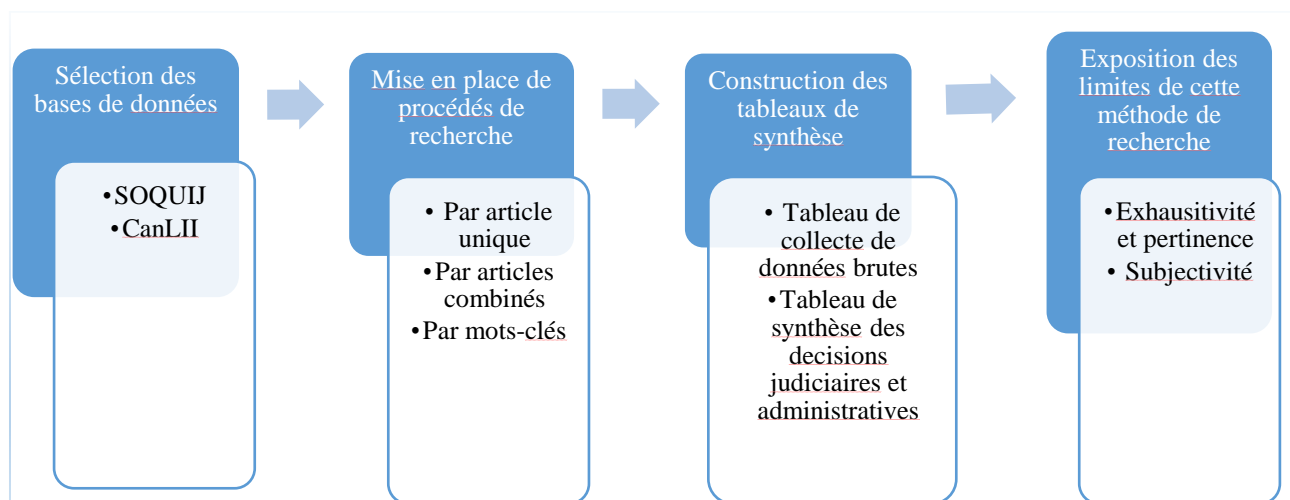 Sélection des
bases de données
•SOQUIJ
•CanLII
Mise en place de
procédés de
recherche
• Par article
unique
•Par articles
combinés
•Par mots-clés
Construction des
tableaux de
synthèse
• Tableau de
collecte de
données brutes
•Tableau de
synthèse des
decisions
judiciaires et
administratives
Exposition des
limites de cette
méthode de
recherche
•Exhausitivité
et pertinence
• Subjectivité